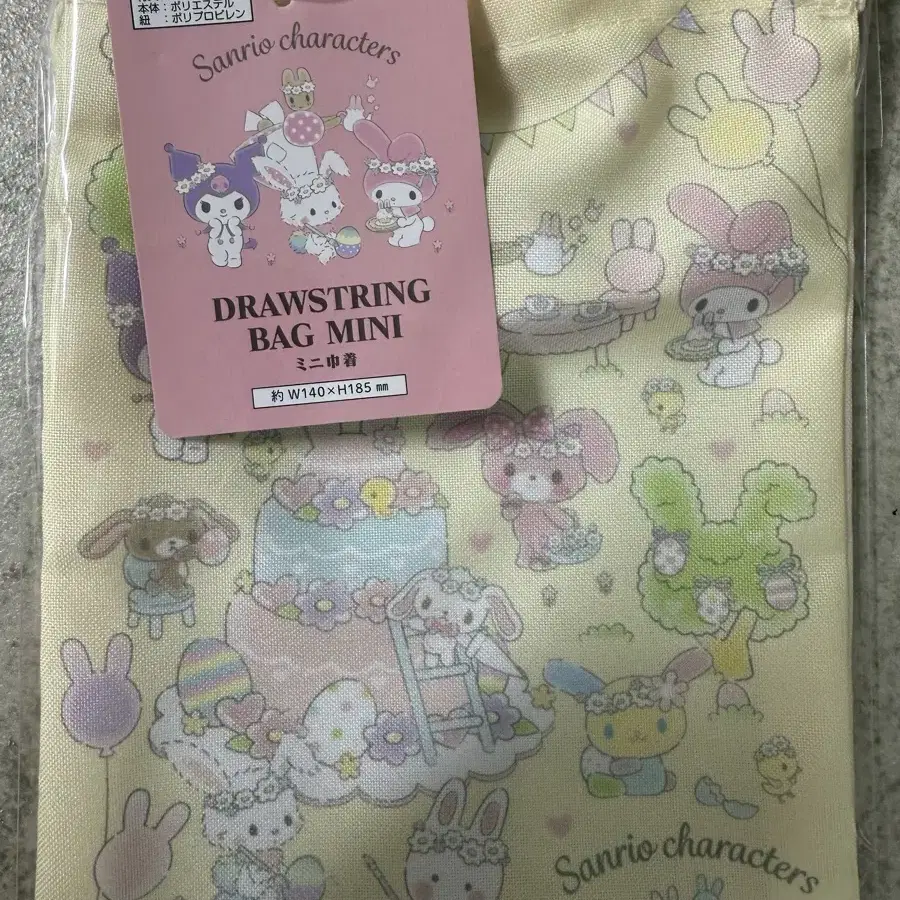 本体：ポリエステル
紐：ポリプロピレン
Sanrio characters
DRAWSTRING
BAG MINI
ミニ巾着
約 W140×H185 mm
Sanrio characters